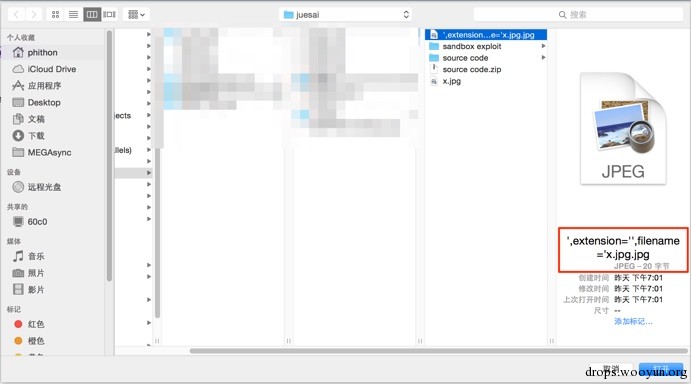 juesai
搜索
个人收藏
phithon
iCloud Drive
应用程序
Desktop
文稿
下载
MEGAsync
设备
远程光盘
共享的
60c0
媒体
音乐
照片
影片
标记
红色
橙色
ects
allels)
',extension...e='x.jpg.jpg
sandbox exploit
source code
source code.zip
x.jpg
JPEG
',extension='',filename
='x.jpg.jpg
JPEG - 20 字节
创建时间 昨天 下午7:01
修改时间 昨天 下午7:01
上次打开时间 昨天 下午7:01
尺寸 --
添加标记...
取消
drops.wooyun.org